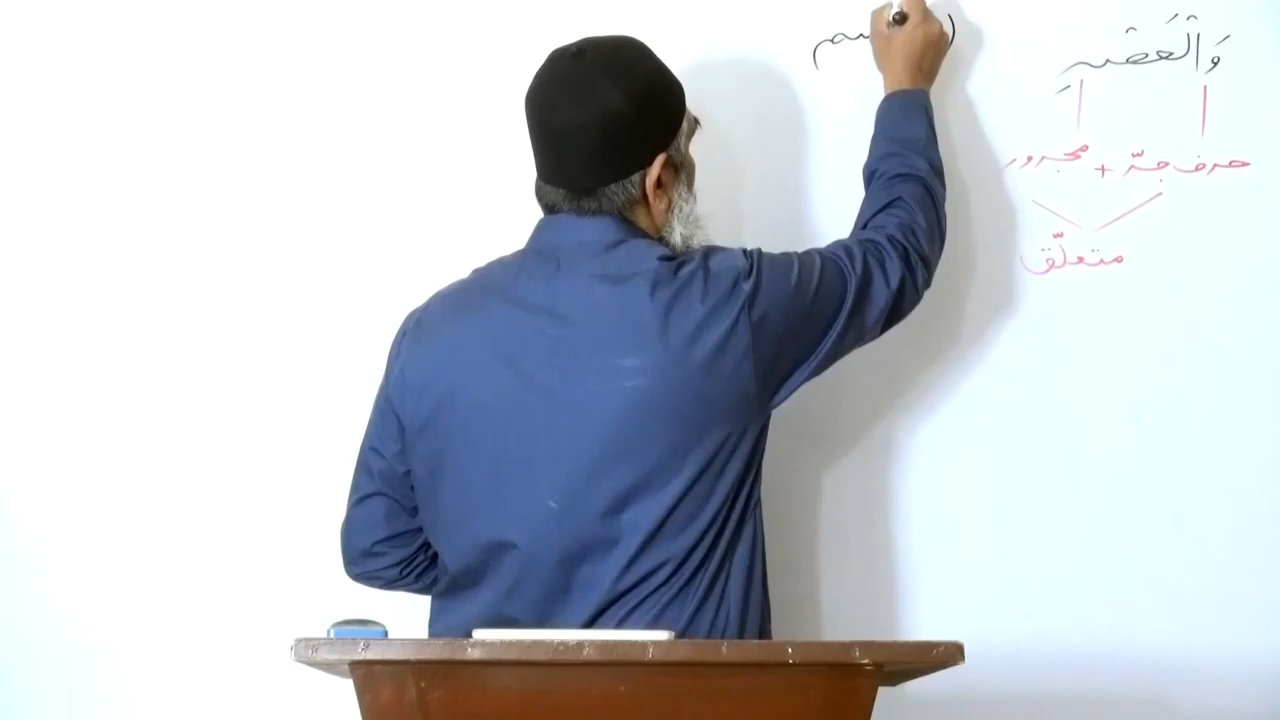 وَالْعَصْرِ
حرف جرّ + مجرور
متعلّق